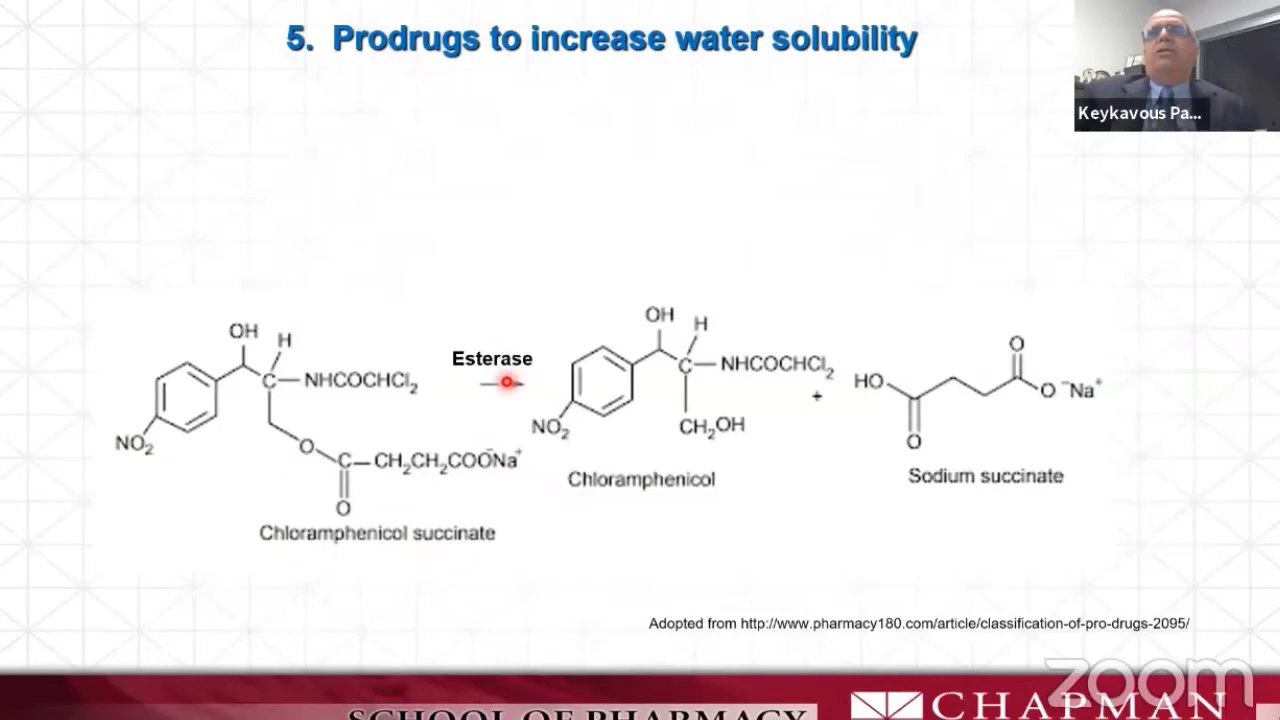 5. Prodrugs to increase water solubility
Keykavous Pa...
OH
H
C
NHCOCHCl2
NO2
O
C
CH2CH2COO-Na+
O
Chloramphenicol succinate
Esterase
OH
H
C
NHCOCHCl2
NO2
CH2OH
Chloramphenicol
+
HO
O
O
O-Na+
Sodium succinate
Adopted from http://www.pharmacy180.com/article/classification-of-pro-drugs-2095/
zoom
SCHOOL OF PHARMACY
CHAPMAN